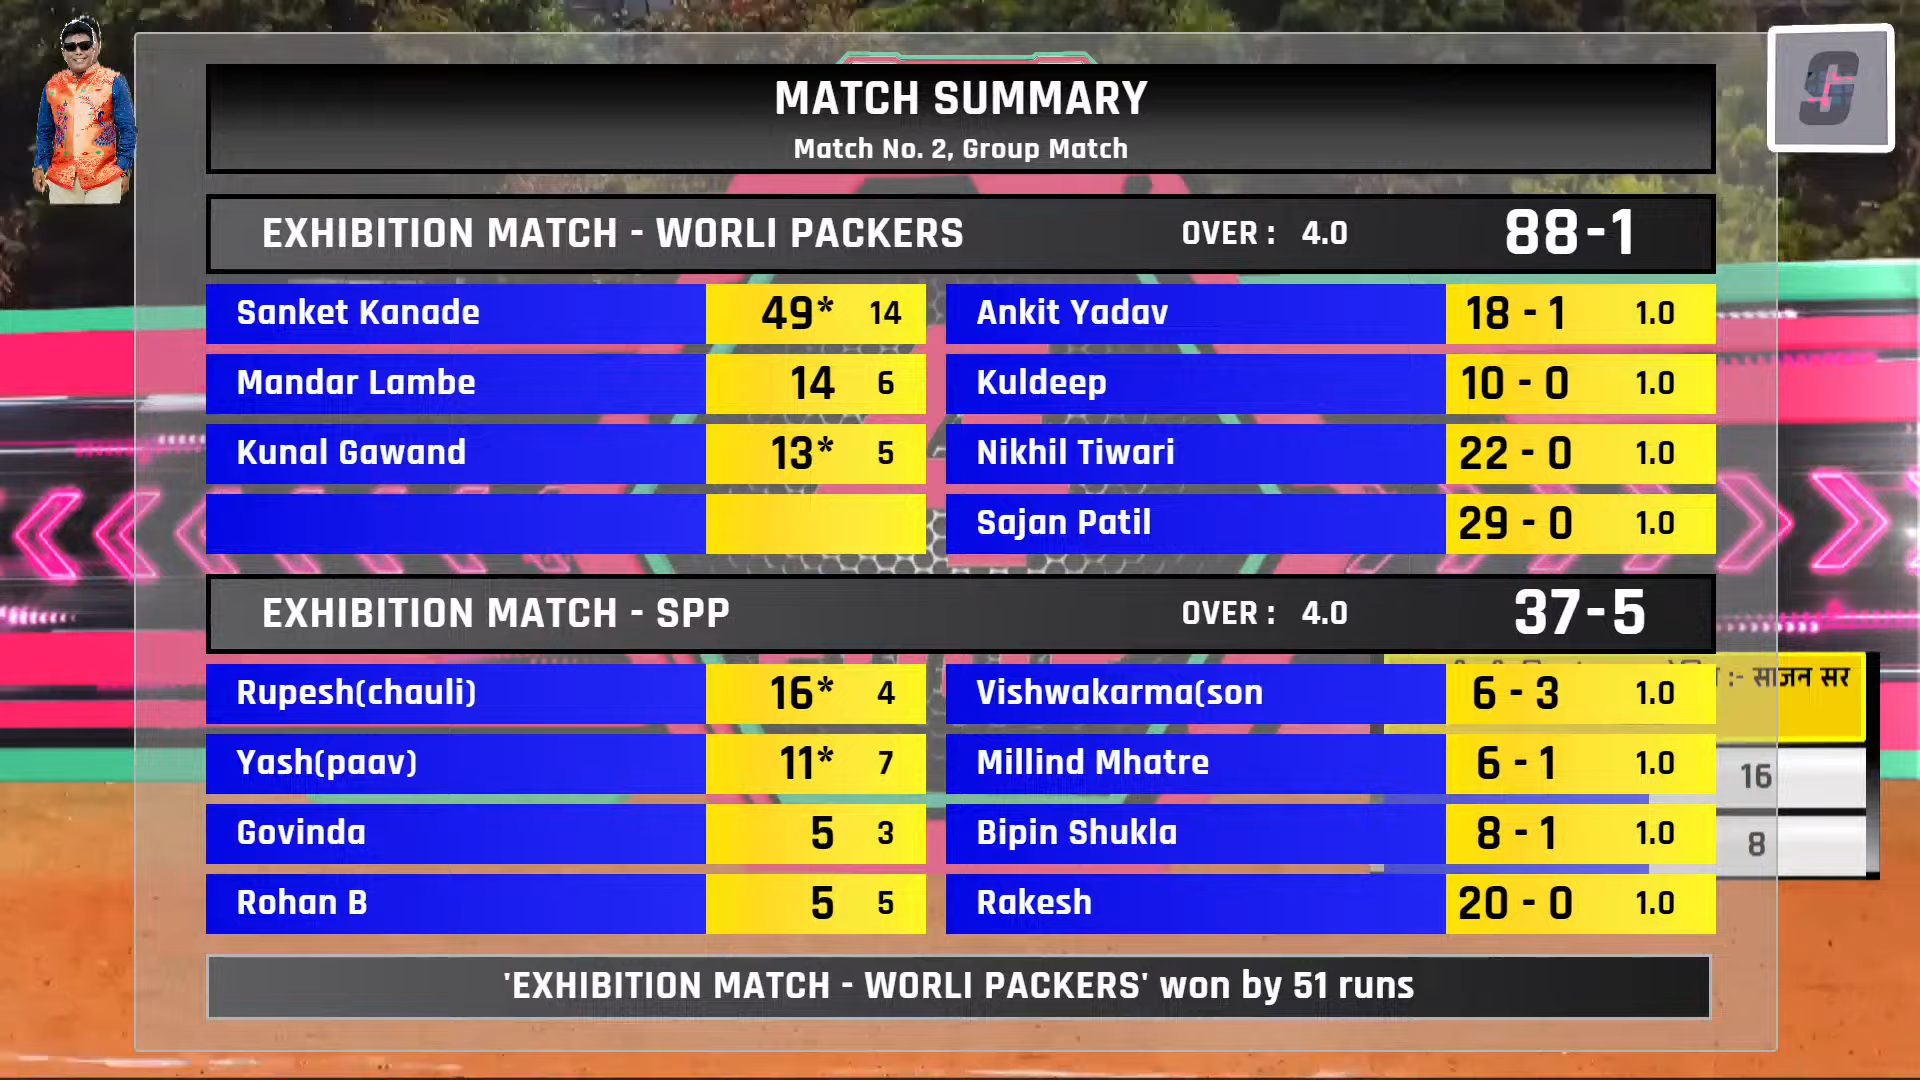 MATCH SUMMARY
Match No. 2, Group Match
EXHIBITION MATCH - WORLI PACKERS OVER : 4.0 88-1
Sanket Kanade 49* 14 Ankit Yadav 18 - 1 1.0
Mandar Lambe 14 6 Kuldeep 10 - 0 1.0
Kunal Gawand 13* 5 Nikhil Tiwari 22 - 0 1.0
Sajan Patil 29 - 0 1.0
EXHIBITION MATCH - SPP OVER : 4.0 37-5
:- साजन सर
Rupesh(chauli) 16* 4 Vishwakarma(son 6 - 3 1.0
Yash(paav) 11* 7 Millind Mhatre 6 - 1 1.0
16
Govinda 5 3 Bipin Shukla 8 - 1 1.0
8
Rohan B 5 5 Rakesh 20 - 0 1.0
'EXHIBITION MATCH - WORLI PACKERS' won by 51 runs